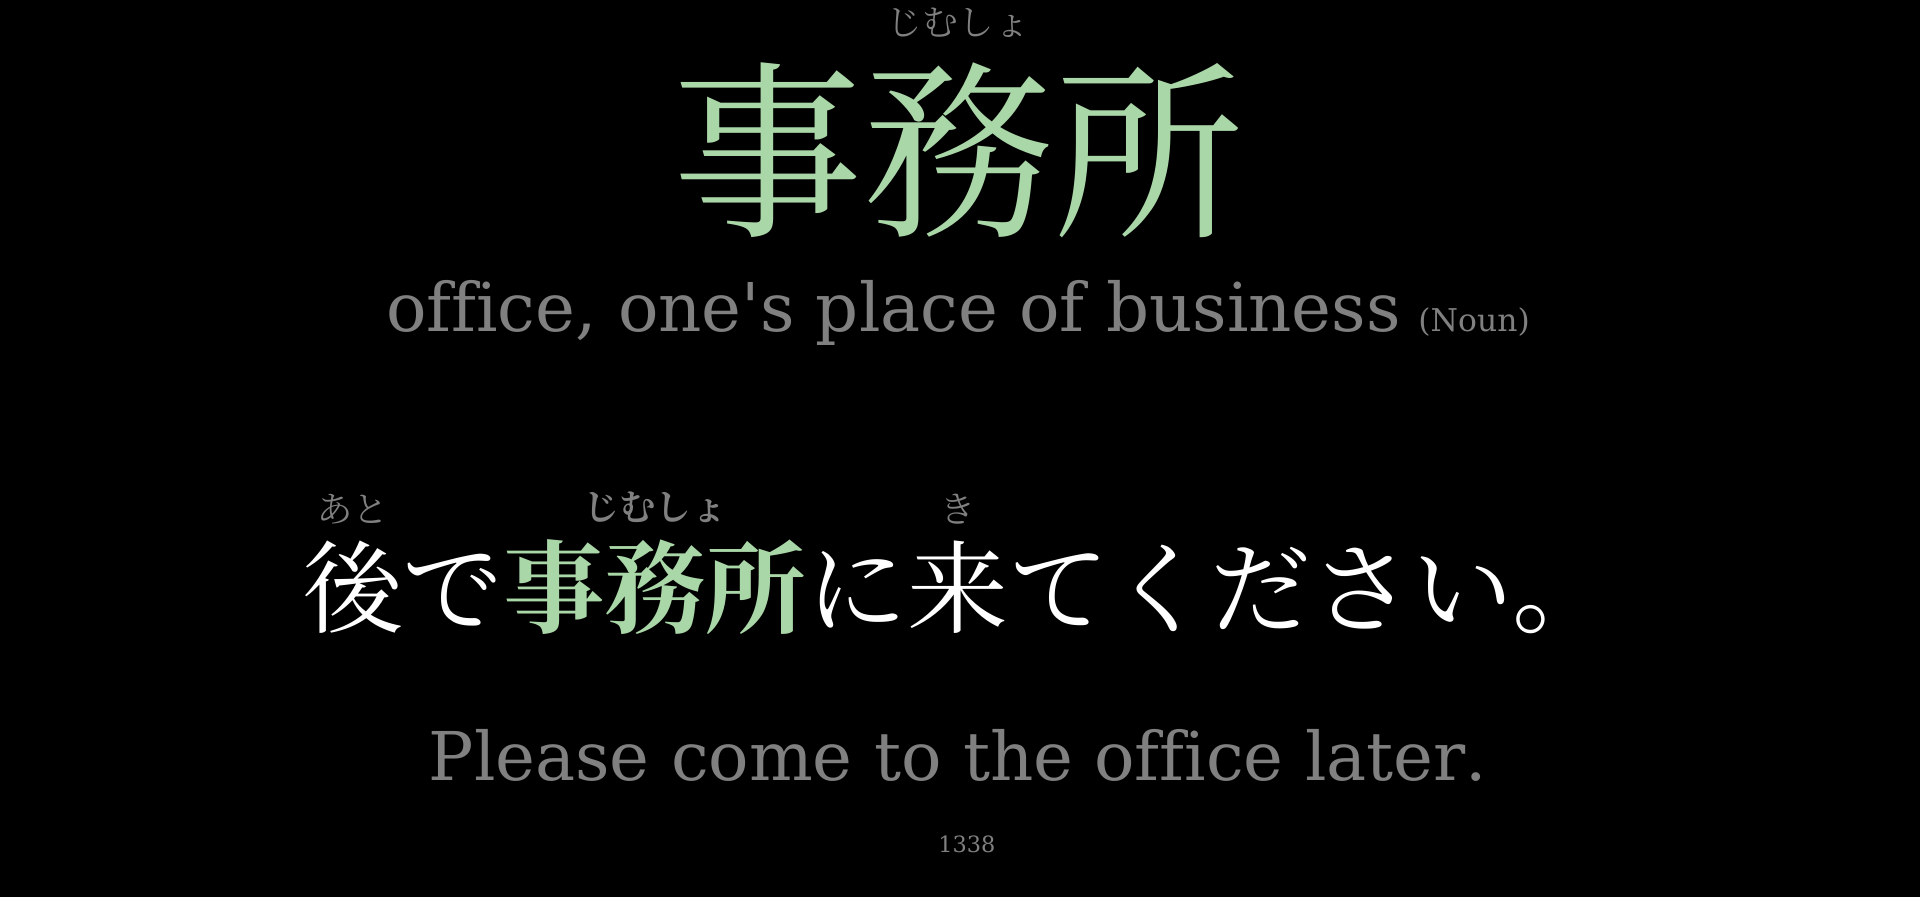 じむしょ
事務所
office, one's place of business (Noun)
あと じむしょ き
後で事務所に来てください。
Please come to the office later.
1338